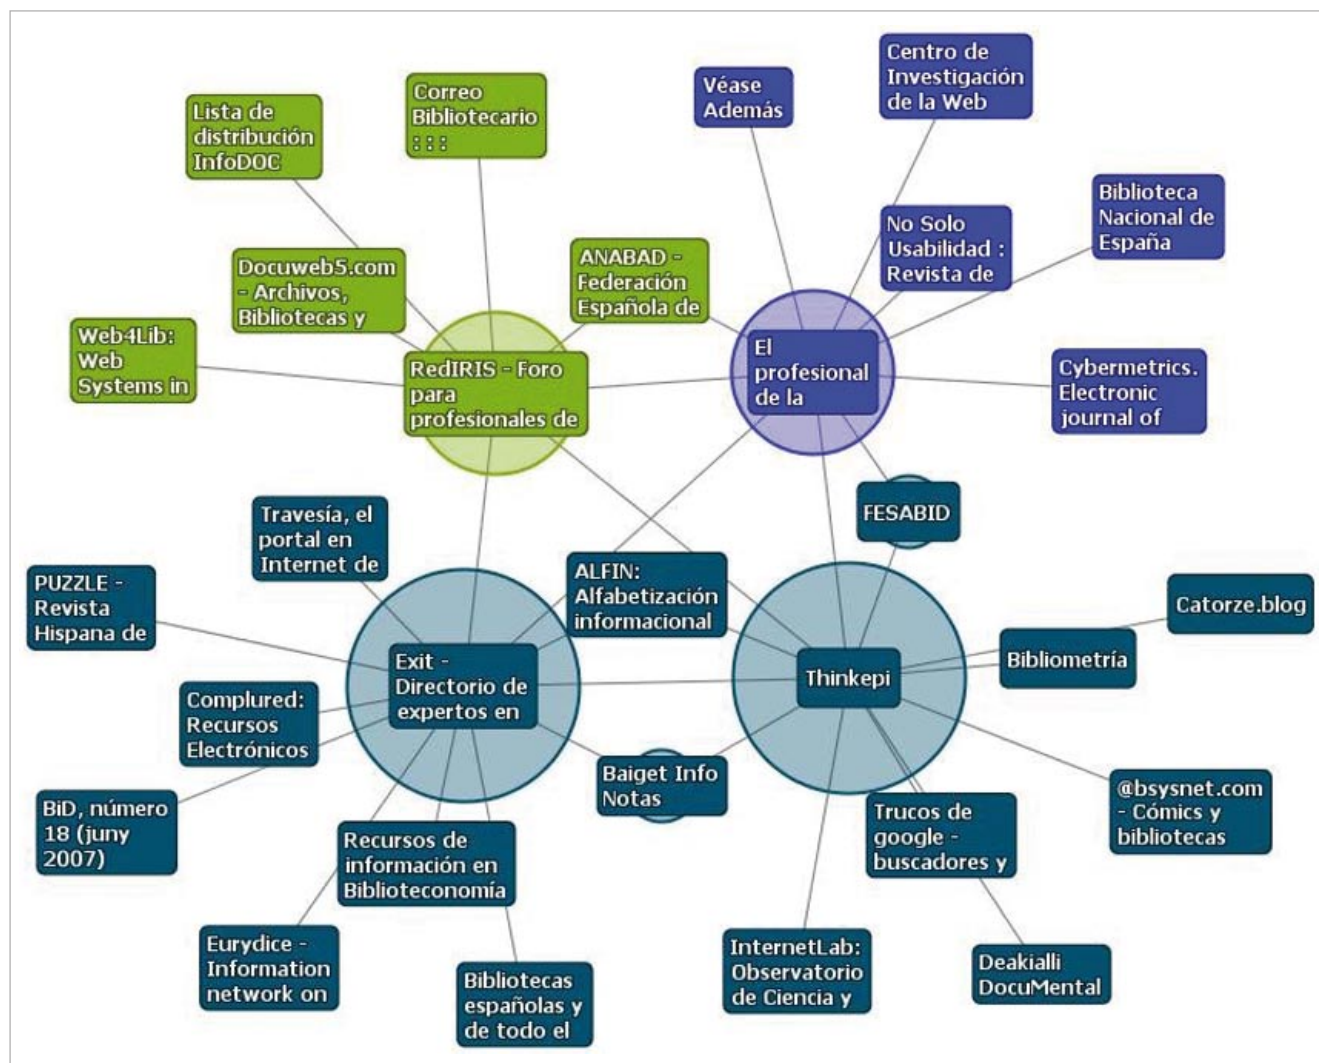 Lista de
distribución
InfoDOC
Correo
Bibliotecario
: : :
Véase
Además
Centro de
Investigación
de la Web
Docuweb5.com
- Archivos,
Bibliotecas y
ANABAD -
Federación
Española de
No Solo
Usabilidad :
Revista de
Biblioteca
Nacional de
España
Web4Lib:
Web
Systems in
RedIRIS - Foro
para
profesionales de
El
profesional
de la
Cybermetrics.
Electronic
journal of
Travesía, el
portal en
Internet de
FESABID
PUZZLE -
Revista
Hispana de
ALFIN:
Alfabetización
informacional
Catorze.blog
Exit -
Directorio de
expertos en
Thinkepi
Bibliometría
Complured:
Recursos
Electrónicos
Baiget Info
Notas
BiD, número
18 (juny
2007)
Recursos de
información en
Biblioteconomía
Trucos de
google -
buscadores y
@bsysnet.com
- Cómics y
bibliotecas
Eurydice -
Information
network on
Bibliotecas
españolas y
de todo el
InternetLab:
Observatorio
de Ciencia y
Deakialli
DocuMental